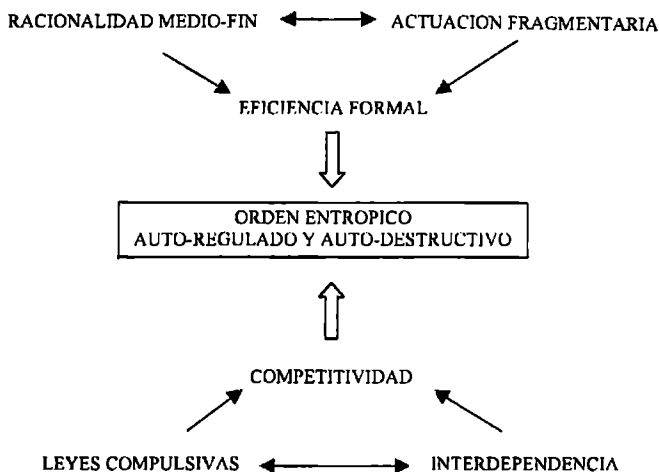 RACIONALIDAD MEDIO-FIN ACTUACION FRAGMENTARIA
EFICIENCIA FORMAL
ORDEN ENTROPICO
AUTO-REGULADO Y AUTO-DESTRUCTIVO
COMPETITIVIDAD
LEYES COMPULSIVAS INTERDEPENDENCIA